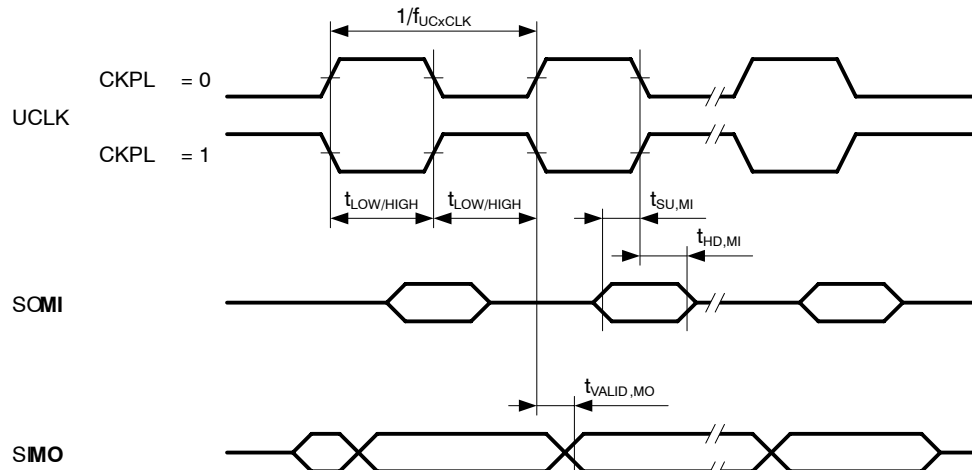 1/fUCxCLK
CKPL = 0
UCLK
CKPL = 1
tLOW/HIGH tLOW/HIGH tSU,MI
tHD,MI
SOMI
tVALID,MO
SIMO